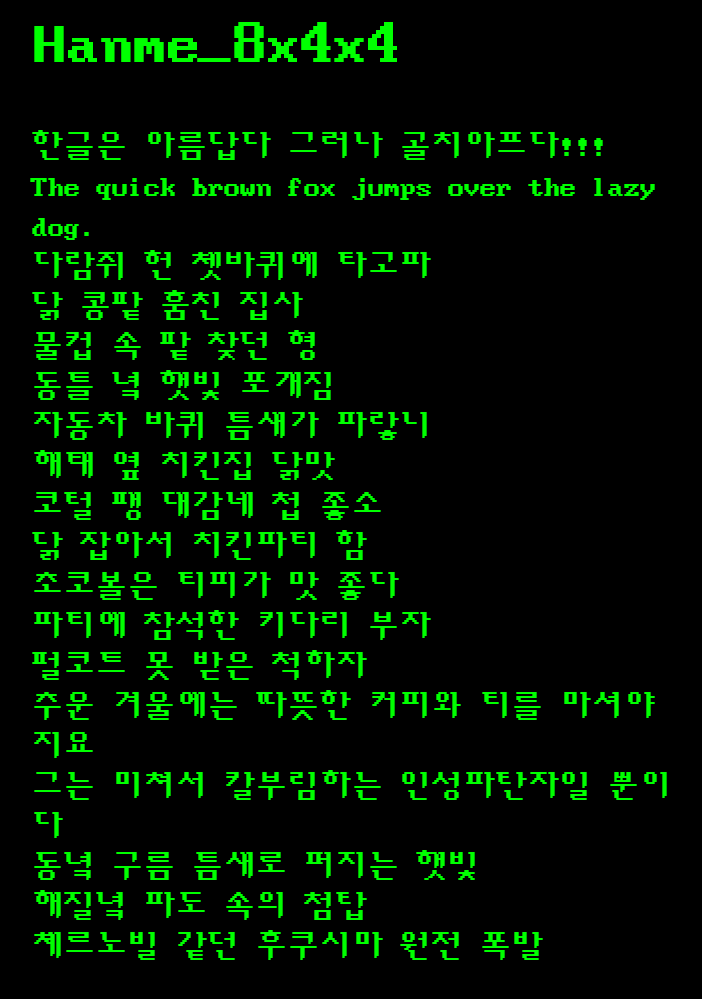 Hanme_8x4x4
한글은 아름답다 그러나 골치아프다!!!
The quick brown fox jumps over the lazy
dog.
다람쥐 헌 쳇바퀴에 타고파
닭 콩팥 훔친 집사
물컵 속 팥 찾던 형
동틀 녘 햇빛 포개짐
자동차 바퀴 틈새가 파랗니
해태 옆 치킨집 닭맛
코털 팽 대감네 첩 좋소
닭 잡아서 치킨파티 함
초코볼은 티피가 맛 좋다
파티에 참석한 키다리 부자
펄코트 못 받은 척하자
추운 겨울에는 따뜻한 커피와 티를 마셔야
지요
그는 미쳐서 칼부림하는 인성파탄자일 뿐이
다
동녘 구름 틈새로 퍼지는 햇빛
해질녘 파도 속의 첨탑
체르노빌 같던 후쿠시마 원전 폭발